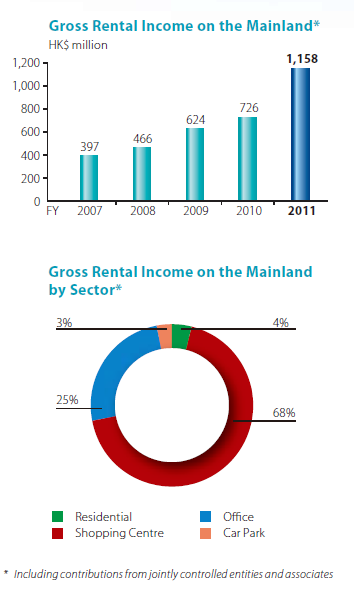 Gross Rental Income on the Mainland*
HK$ million
1,200
1,000
800
600
400
200
0
397
466
624
726
1,158
FY 2007 2008 2009 2010 2011
Gross Rental Income on the Mainland
by Sector*
3% 4%
25%
68%
Residential Office
Shopping Centre Car Park
* Including contributions from jointly controlled entities and associates